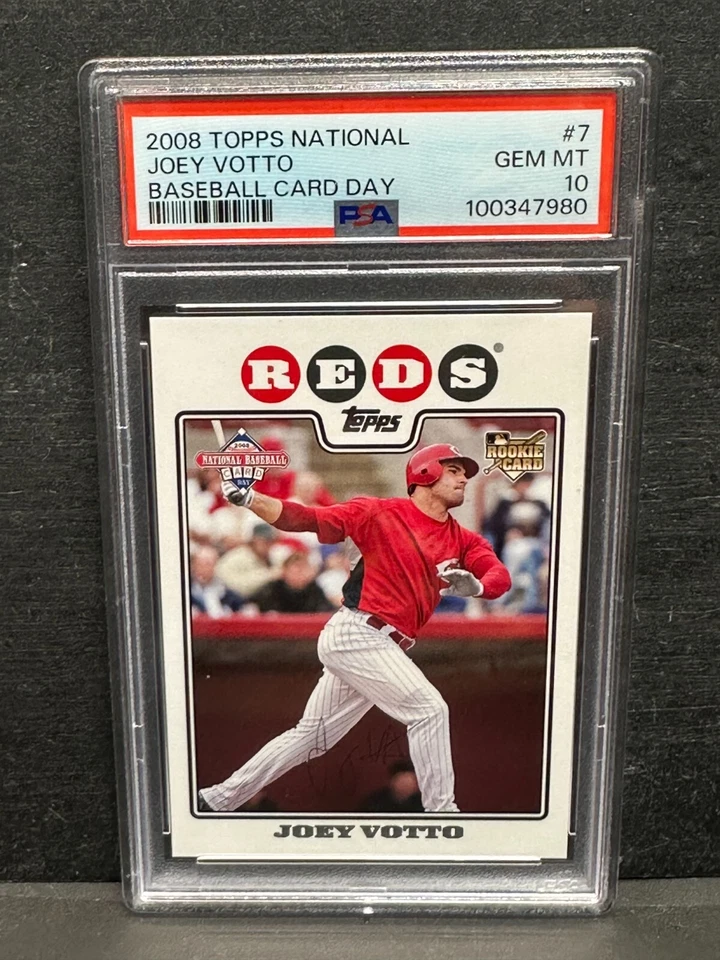 2008 TOPPS NATIONAL #7
JOEY VOTTO GEM MT
BASEBALL CARD DAY 10
PSA 100347980
REDS
Topps
2008
NATIONAL BASEBALL
CARD
DAY
ROOKIE
CARD
JOEY VOTTO